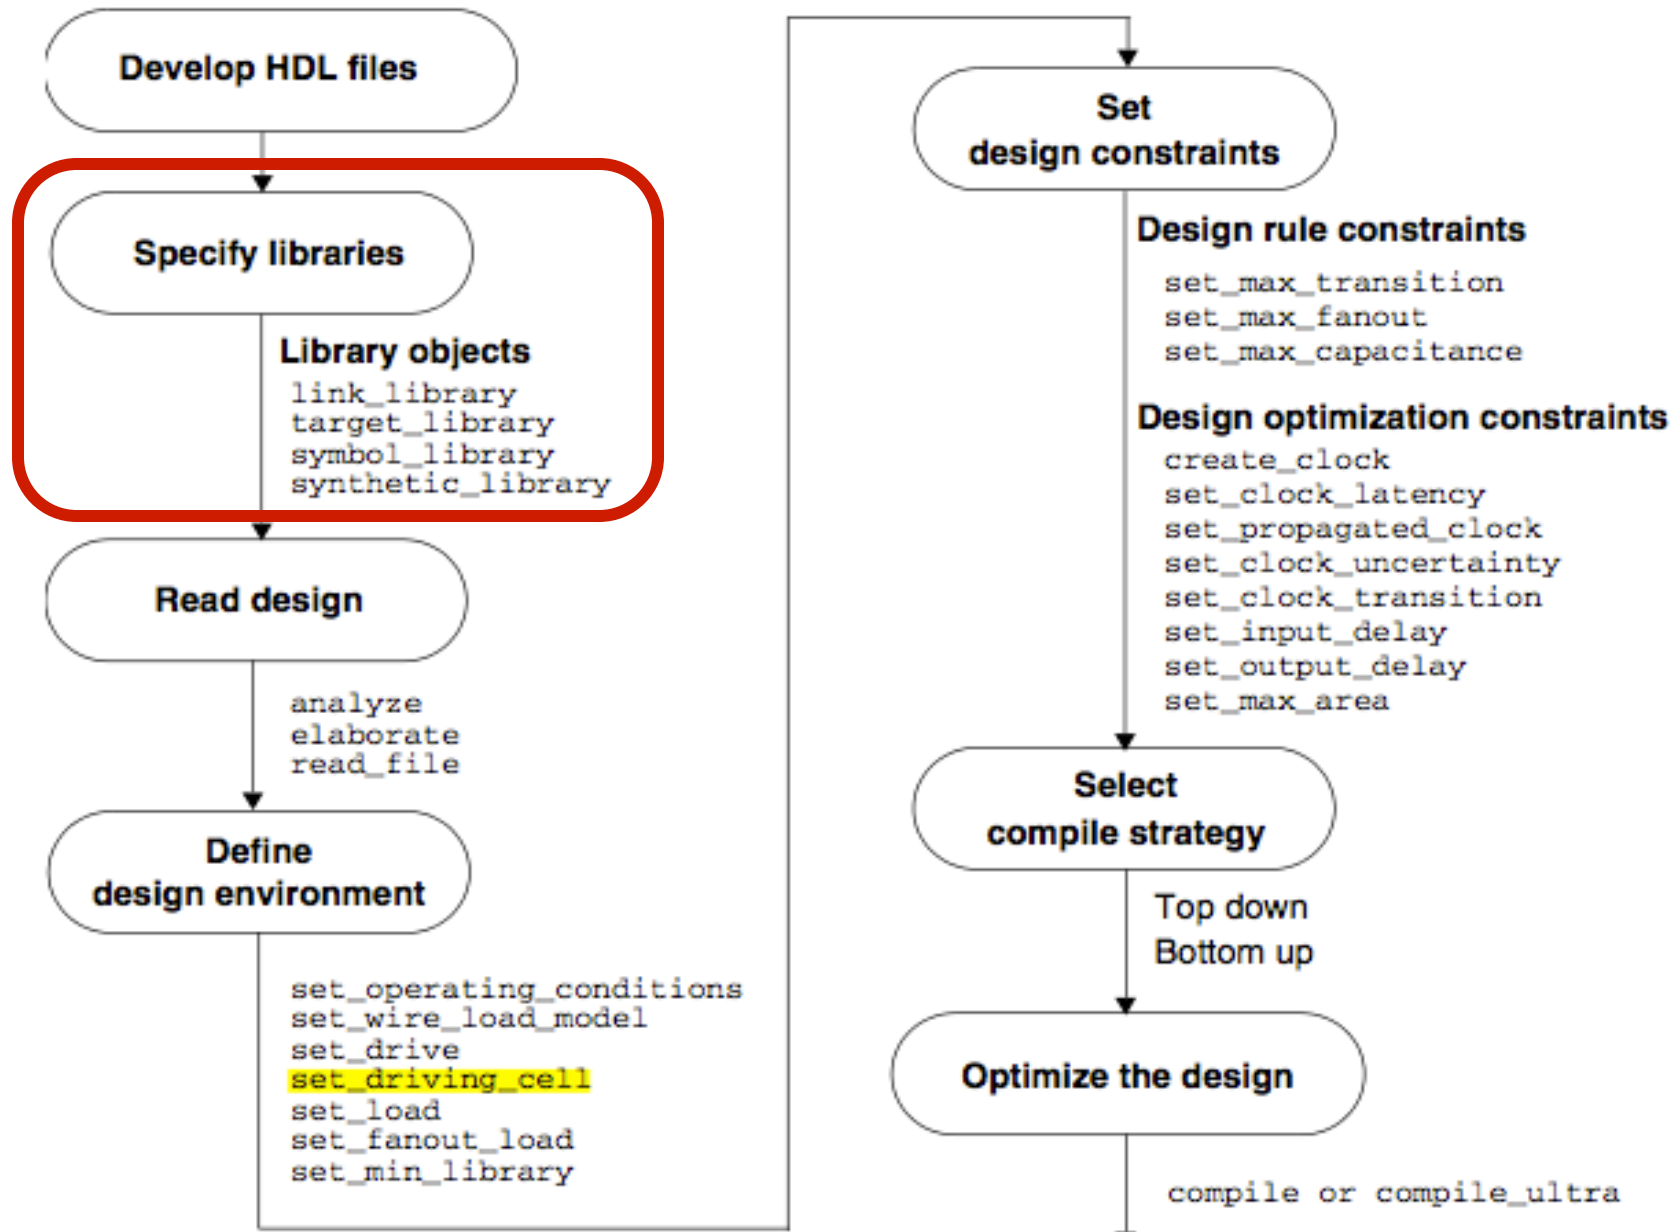 Develop HDL files
Specify libraries
Library objects
link_library
target_library
symbol_library
synthetic_library
Read design
analyze
elaborate
read_file
Define
design environment
set_operating_conditions
set_wire_load_model
set_drive
set_driving_cell
set_load
set_fanout_load
set_min_library
Set
design constraints
Design rule constraints
set_max_transition
set_max_fanout
set_max_capacitance
Design optimization constraints
create_clock
set_clock_latency
set_propagated_clock
set_clock_uncertainty
set_clock_transition
set_input_delay
set_output_delay
set_max_area
Select
compile strategy
Top down
Bottom up
Optimize the design
compile or compile_ultra